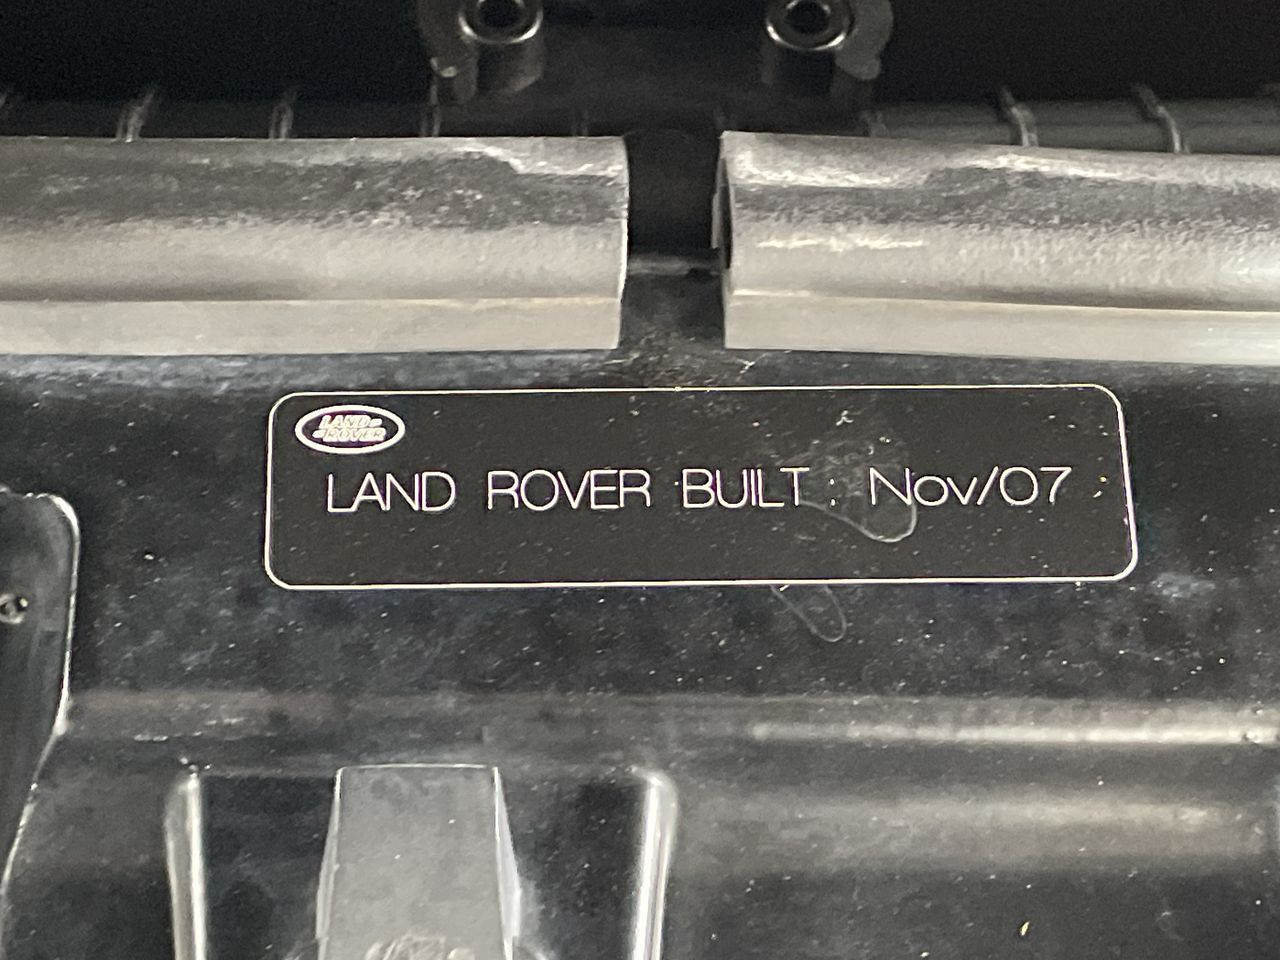 LAND-
-ROVER
LAND ROVER BUILT : Nov/07